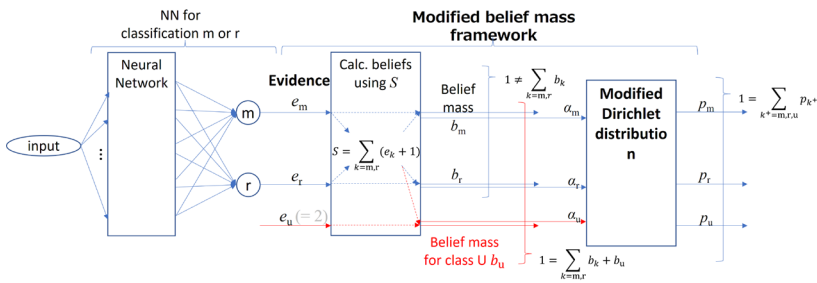 NN for
classification m or r
Modified belief mass
framework
Neural
Network
input
⋮
m
r
Evidence
e_m
e_r
e_u (= 2)
Calc. beliefs
using S
S = ∑_{k=m,r} (e_k + 1)
Belief
mass
b_m
b_r
1 ≠ ∑_{k=m,r} b_k
Belief mass
for class U b_u
1 = ∑_{k=m,r} b_k + b_u
α_m
α_r
α_u
Modified
Dirichlet
distributio
n
p_m
p_r
p_u
1 = ∑_{k⁺=m,r,u} p_{k⁺}